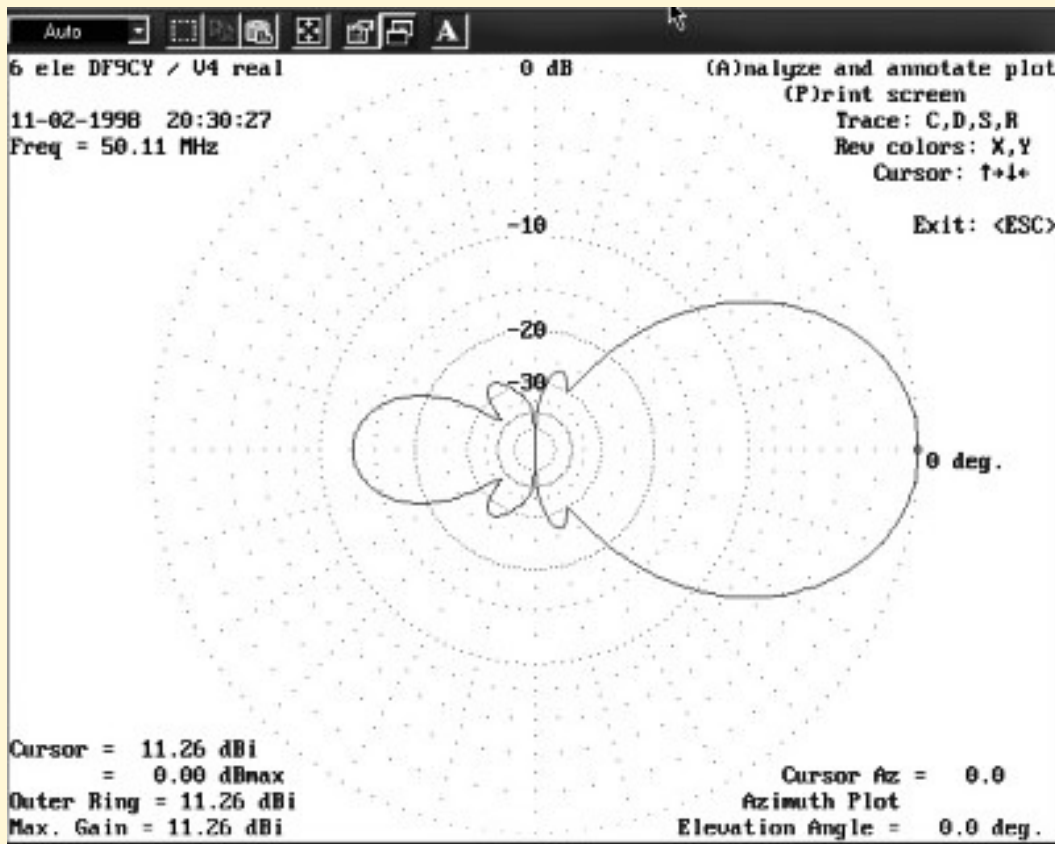 Auto
A
6 ele DF9CY / V4 real
0 dB
(A)nalyze and annotate plot
(P)rint screen
11-02-1998 20:30:27
Trace: C,D,S,R
Freq = 50.11 MHz
Rev colors: X,Y
Cursor: ↑→↓←
-10
Exit: <ESC>
-20
-30
0 deg.
Cursor = 11.26 dBi
= 0.00 dBmax
Cursor Az = 0.0
Outer Ring = 11.26 dBi
Azimuth Plot
Max. Gain = 11.26 dBi
Elevation Angle = 0.0 deg.